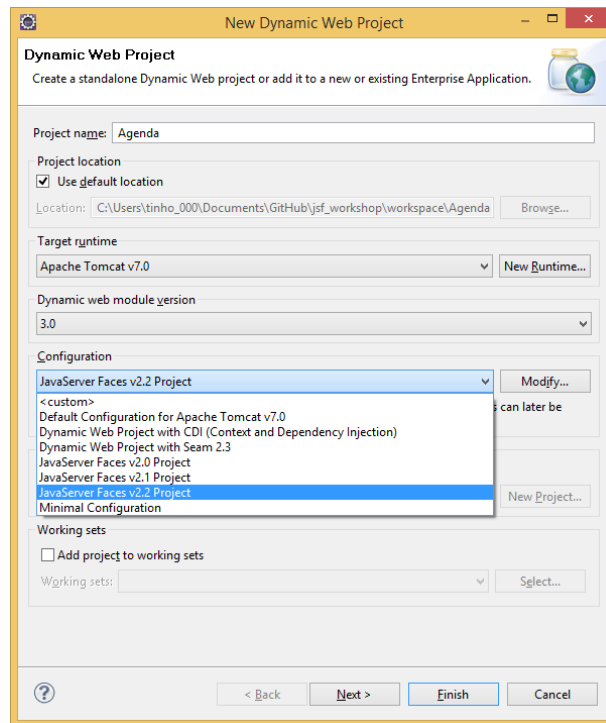 New Dynamic Web Project
Dynamic Web Project
Create a standalone Dynamic Web project or add it to a new or existing Enterprise Application.
Project name: Agenda
Project location
Use default location
Location: C:\Users\tinho_000\Documents\GitHub\jsf_workshop\workspace\Agenda Browse...
Target runtime
Apache Tomcat v7.0 New Runtime...
Dynamic web module version
3.0
Configuration
JavaServer Faces v2.2 Project Modify...
<custom>
s can later be
Default Configuration for Apache Tomcat v7.0
Dynamic Web Project with CDI (Context and Dependency Injection)
Dynamic Web Project with Seam 2.3
JavaServer Faces v2.0 Project
JavaServer Faces v2.1 Project
JavaServer Faces v2.2 Project New Project...
Minimal Configuration
Working sets
Add project to working sets
Working sets: Select...
? < Back Next > Finish Cancel